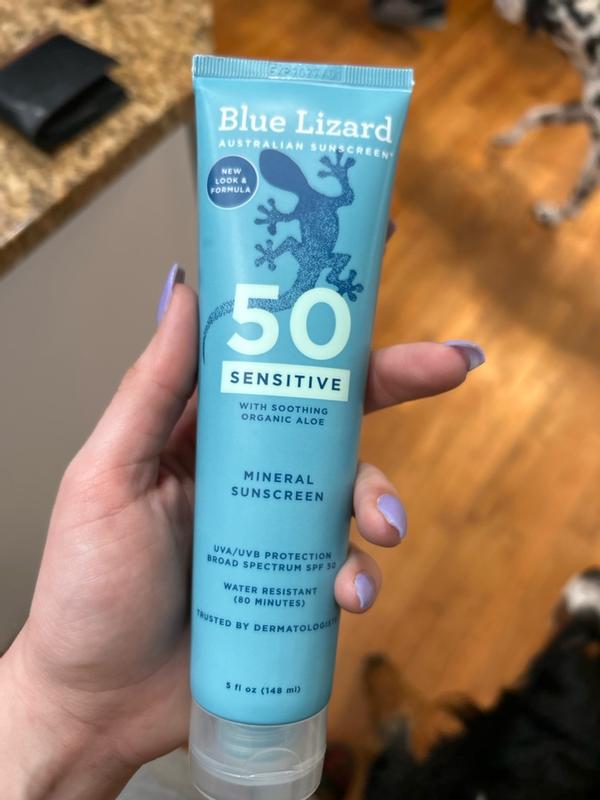 Blue Lizard
AUSTRALIAN SUNSCREEN
NEW
LOOK &
FORMULA
50
SENSITIVE
WITH SOOTHING
ORGANIC ALOE
MINERAL
SUNSCREEN
UVA/UVB PROTECTION
BROAD SPECTRUM SPF 50
WATER RESISTANT
(80 MINUTES)
TRUSTED BY DERMATOLOGIST
5 fl oz (148 ml)